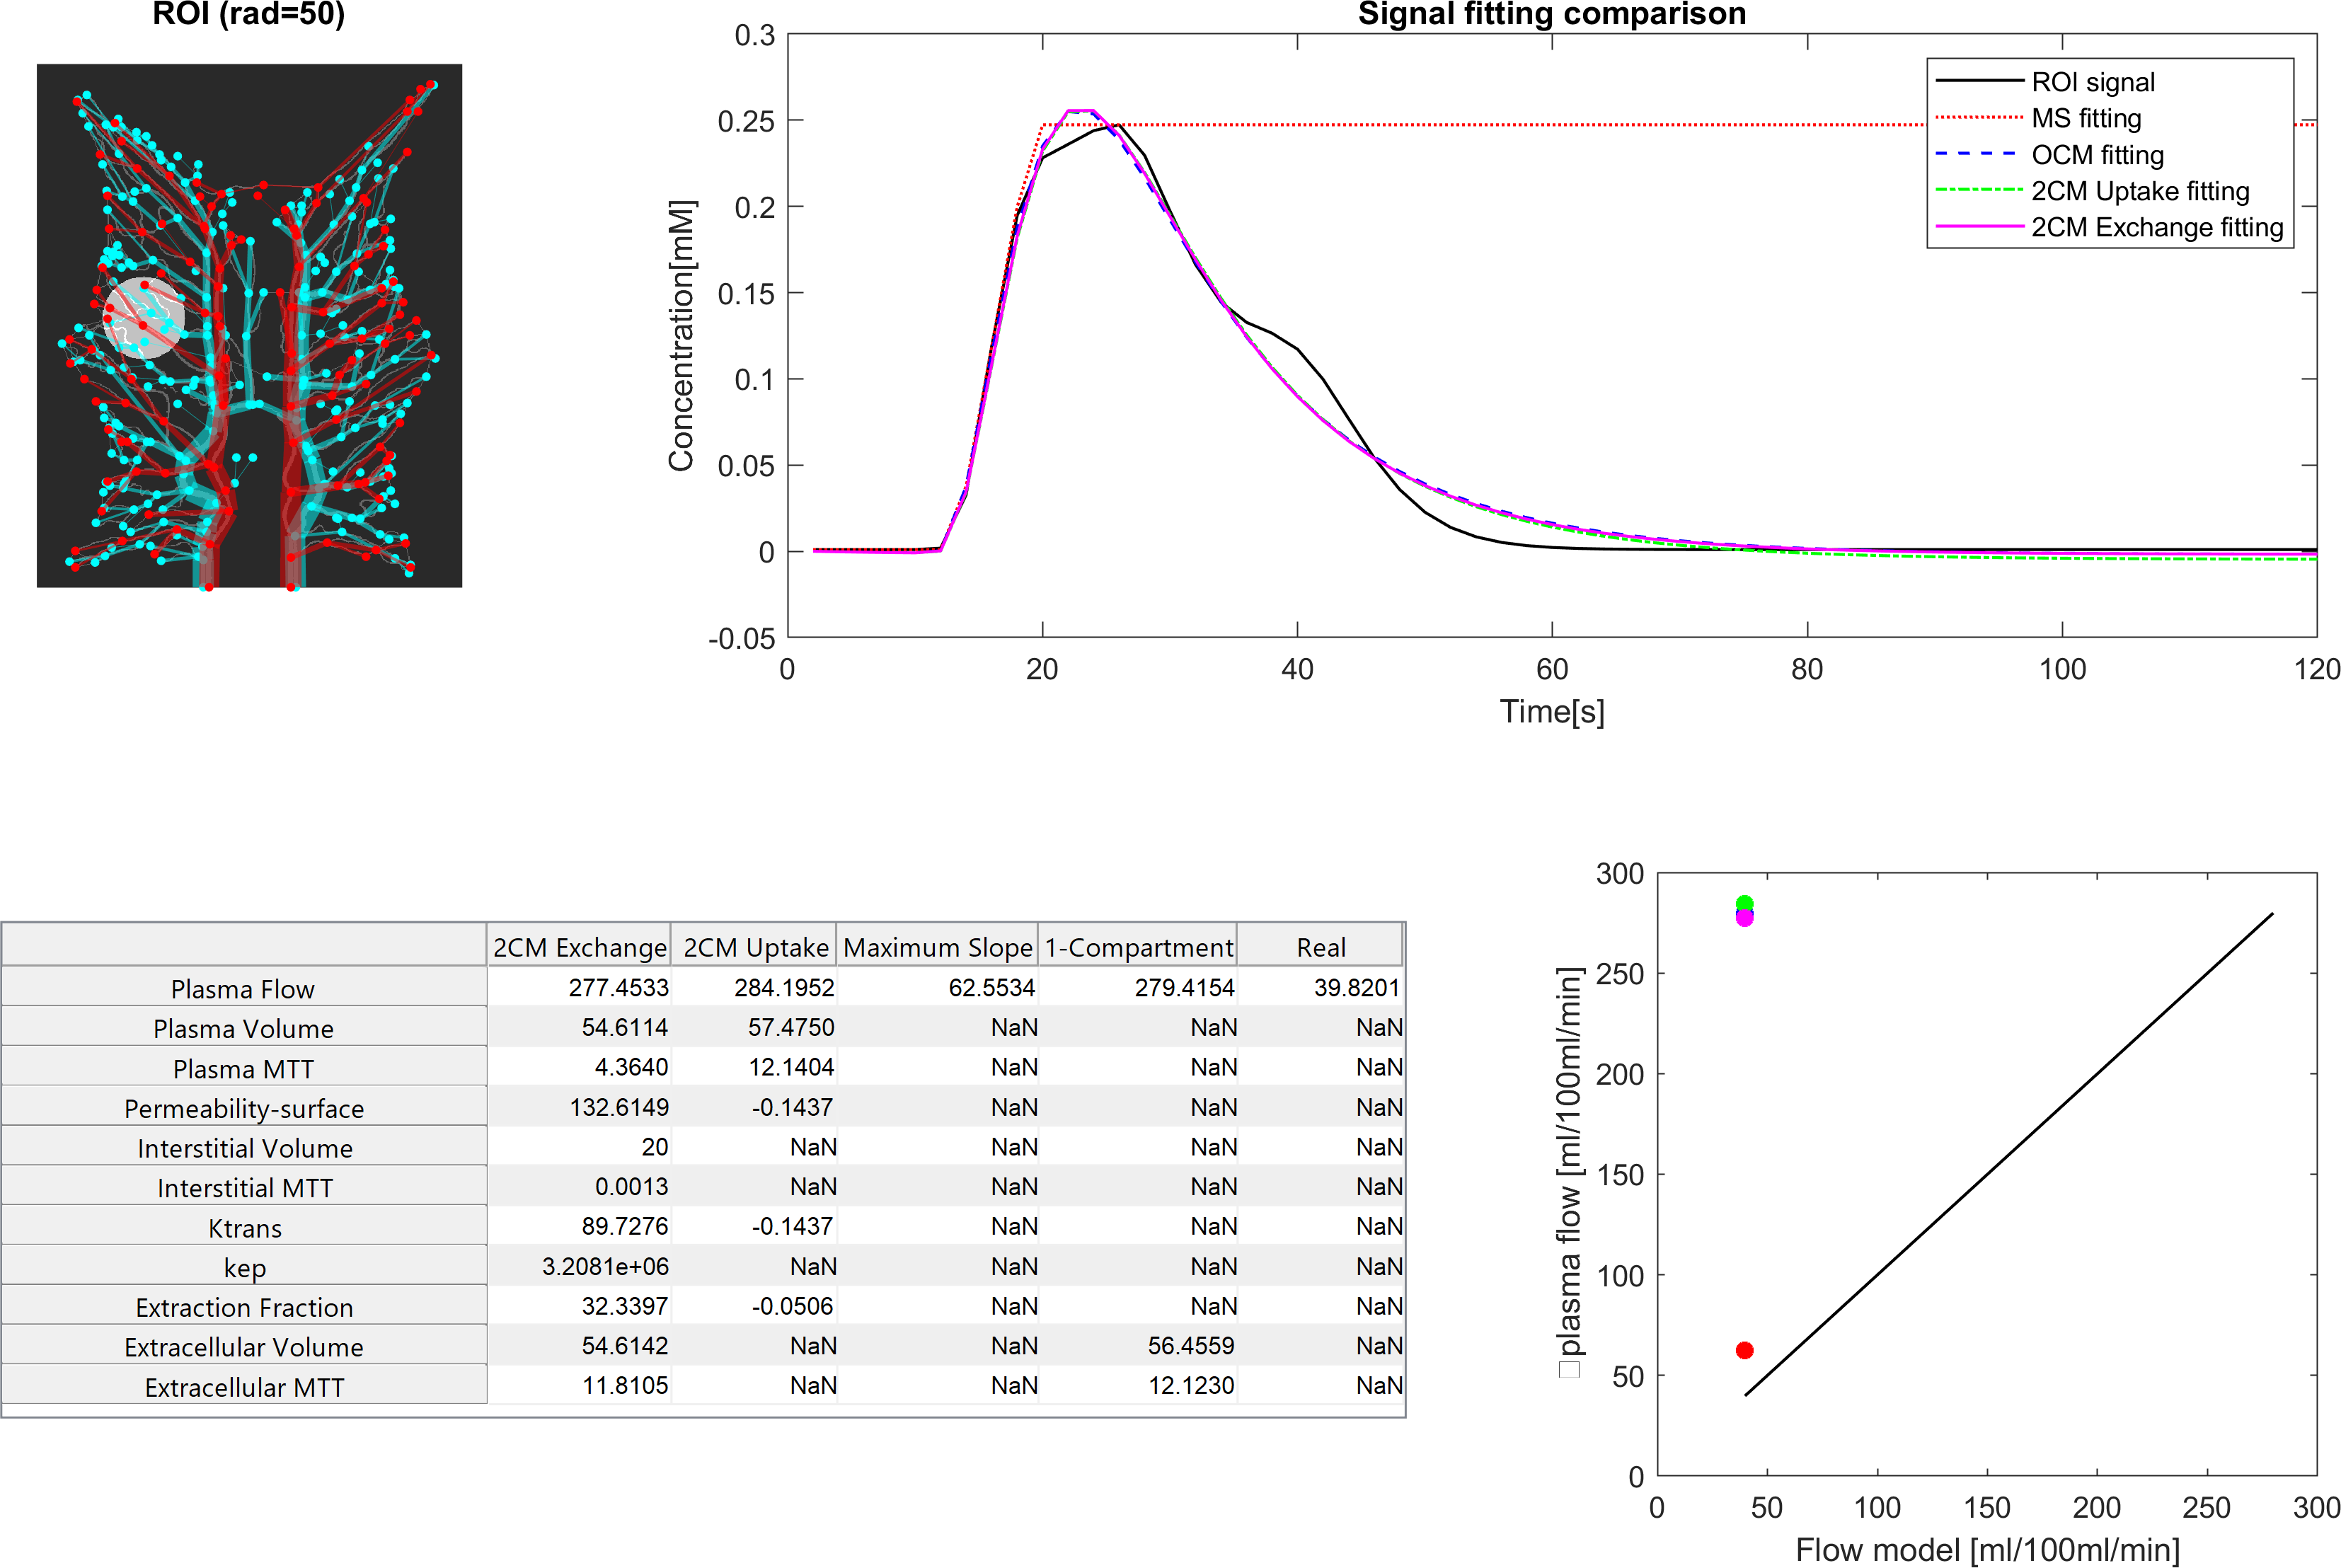 ROI (rad=50)
Signal fitting comparison
0.3
0.25
0.2
0.15
0.1
0.05
0
-0.05
Concentration[mM]
0 20 40 60 80 100 120
Time[s]
ROI signal
MS fitting
OCM fitting
2CM Uptake fitting
2CM Exchange fitting
2CM Exchange 2CM Uptake Maximum Slope 1-Compartment Real
Plasma Flow 277.4533 284.1952 62.5534 279.4154 39.8201
Plasma Volume 54.6114 57.4750 NaN NaN NaN
Plasma MTT 4.3640 12.1404 NaN NaN NaN
Permeability-surface 132.6149 -0.1437 NaN NaN NaN
Interstitial Volume 20 NaN NaN NaN NaN
Interstitial MTT 0.0013 NaN NaN NaN NaN
Ktrans 89.7276 -0.1437 NaN NaN NaN
kep 3.2081e+06 NaN NaN NaN NaN
Extraction Fraction 32.3397 -0.0506 NaN NaN NaN
Extracellular Volume 54.6142 NaN NaN 56.4559 NaN
Extracellular MTT 11.8105 NaN NaN 12.1230 NaN
300
250
200
150
100
50
0
□plasma flow [ml/100ml/min]
0 50 100 150 200 250 300
Flow model [ml/100ml/min]